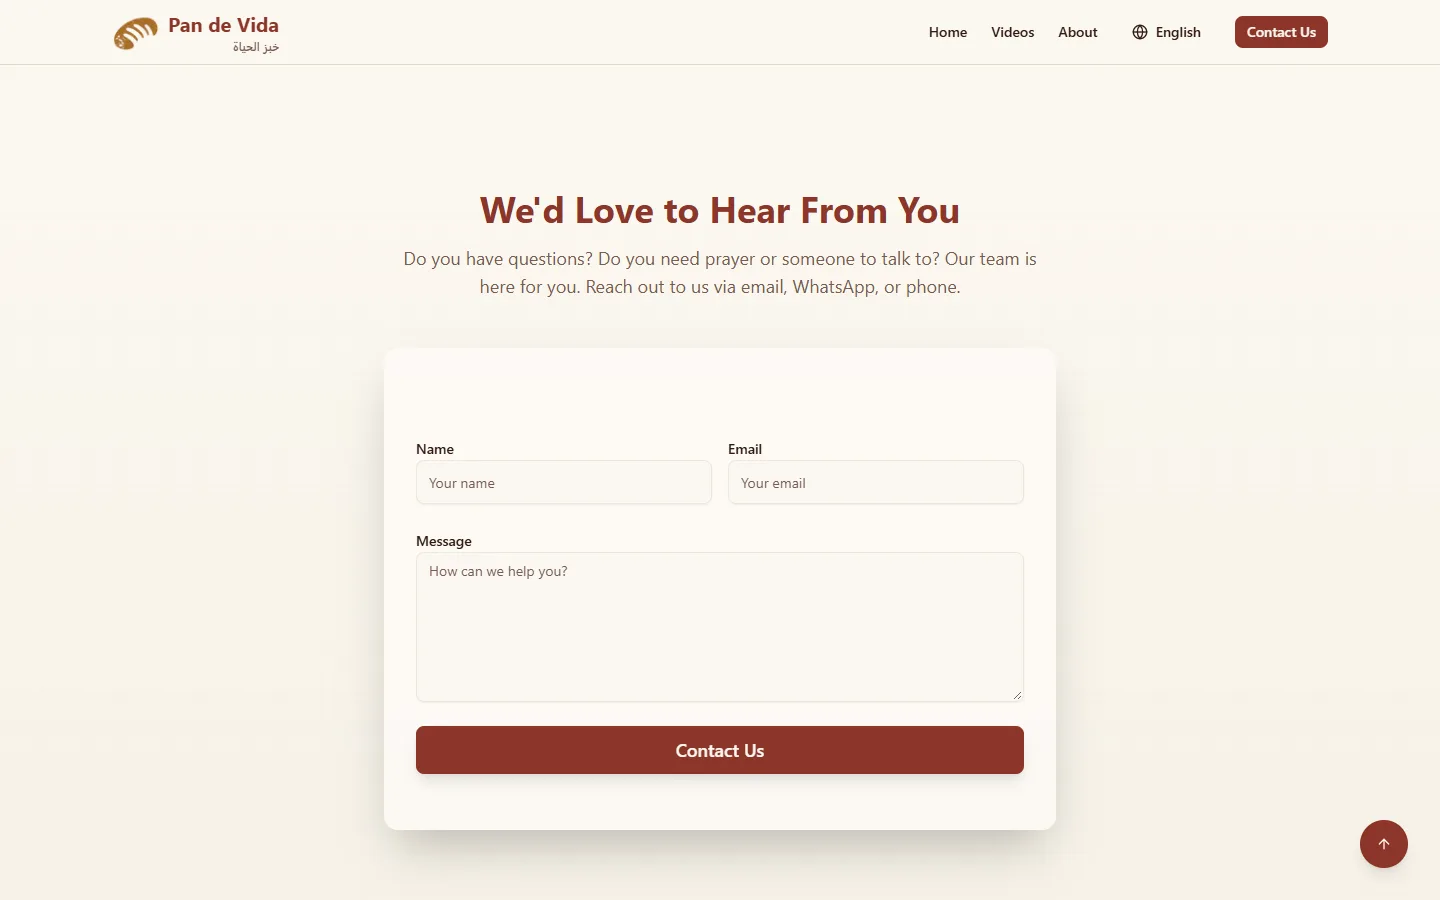 Pan de Vida
خبز الحياة
Home
Videos
About
English
Contact Us
We'd Love to Hear From You
Do you have questions? Do you need prayer or someone to talk to? Our team is
here for you. Reach out to us via email, WhatsApp, or phone.
Name
Email
Your name
Your email
Message
How can we help you?
Contact Us